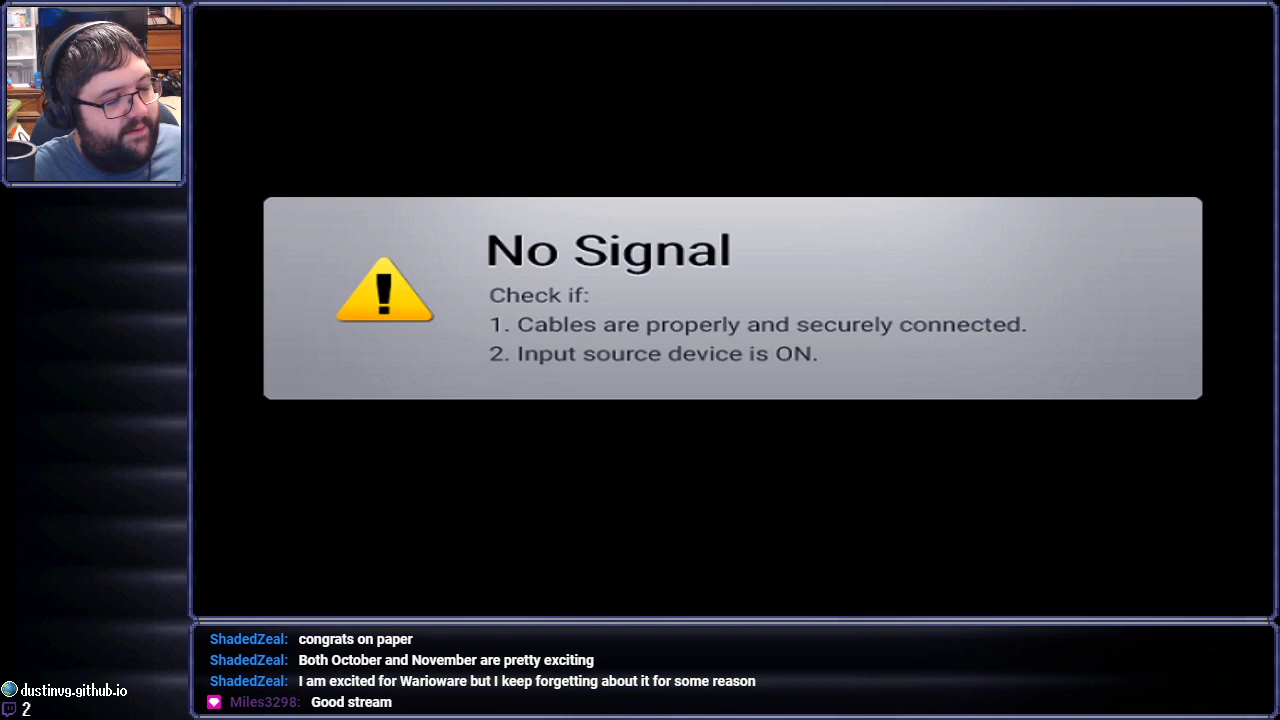 No Signal
Check if:
1. Cables are properly and securely connected.
2. Input source device is ON.
ShadedZeal: congrats on paper
ShadedZeal: Both October and November are pretty exciting
ShadedZeal: I am excited for Warioware but I keep forgetting about it for some reason
Miles3298: Good stream
dustinvg.github.io
2